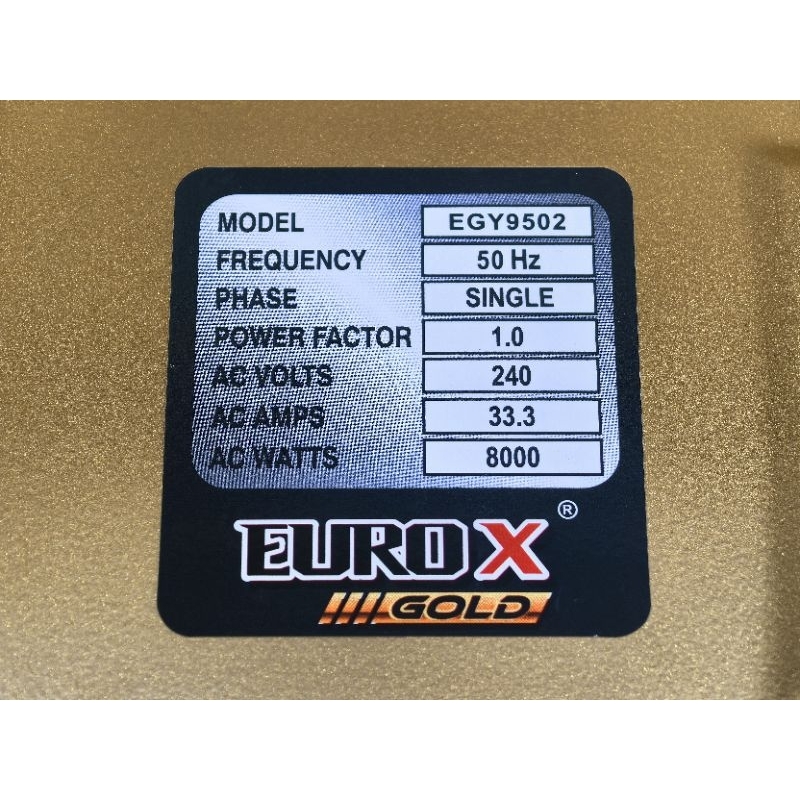 MODEL EGY9502
FREQUENCY 50 Hz
PHASE SINGLE
POWER FACTOR 1.0
AC VOLTS 240
AC AMPS 33.3
AC WATTS 8000
EUROX®
GOLD